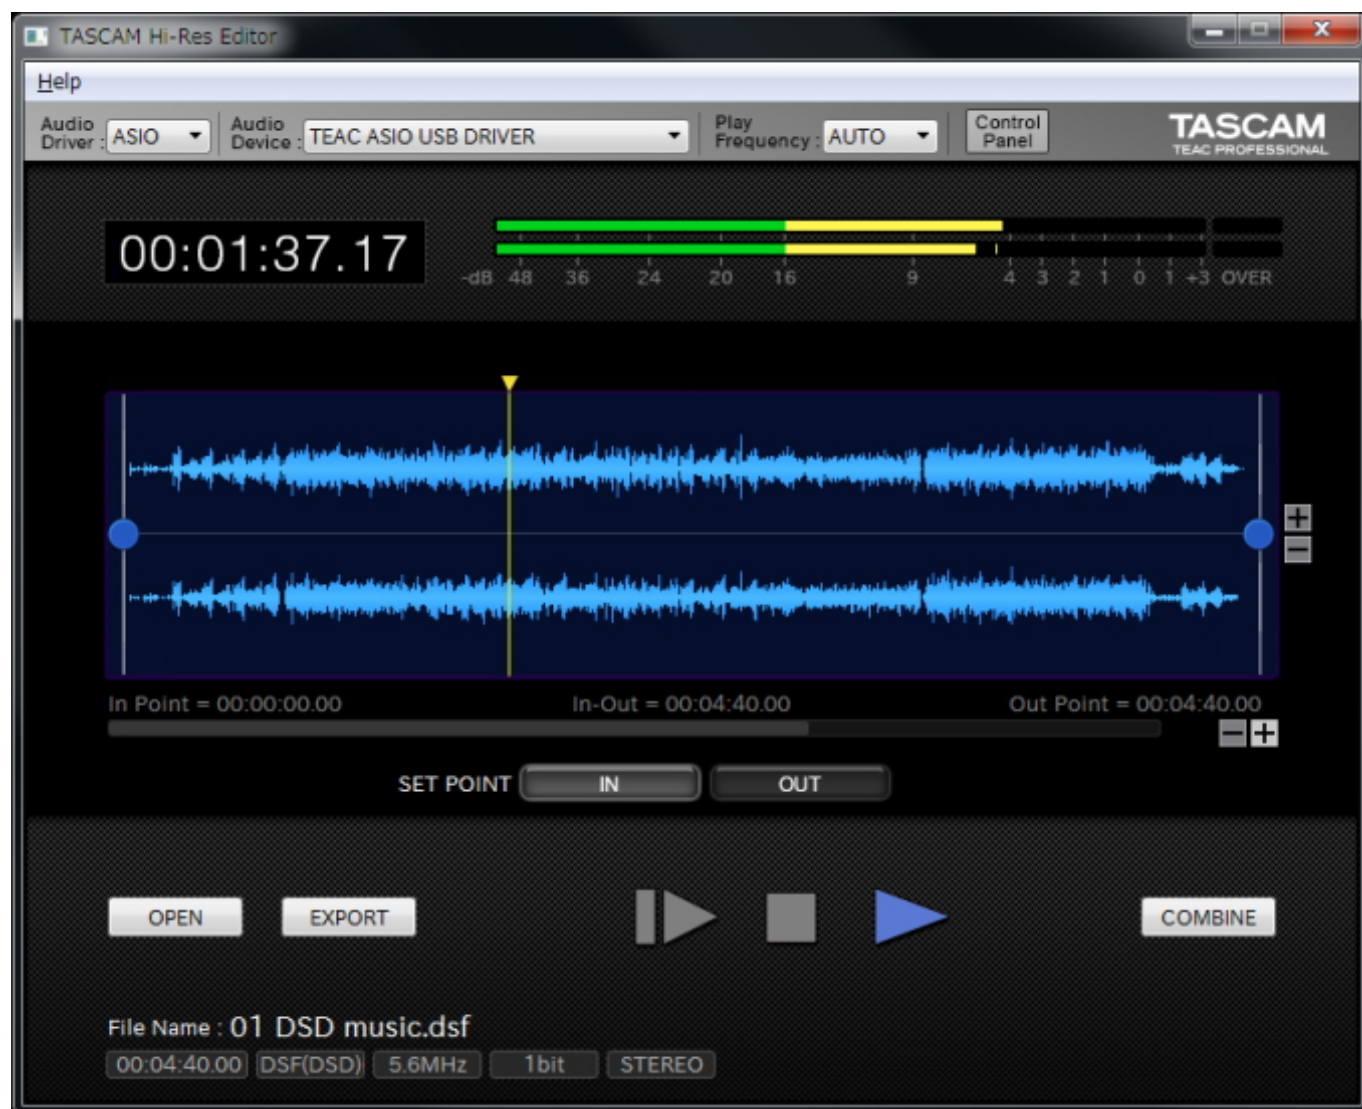 TASCAM Hi-Res Editor
Help
Audio Driver : ASIO Audio Device : TEAC ASIO USB DRIVER Play Frequency : AUTO Control Panel TASCAM
TEAC PROFESSIONAL
00:01:37.17
-dB 48 36 24 20 16 9 4 3 2 1 0 1 +3 OVER
In Point = 00:00:00.00 In-Out = 00:04:40.00 Out Point = 00:04:40.00
SET POINT IN OUT
OPEN EXPORT COMBINE
File Name : 01 DSD music.dsf
00:04:40.00 DSF(DSD) 5.6MHz 1bit STEREO